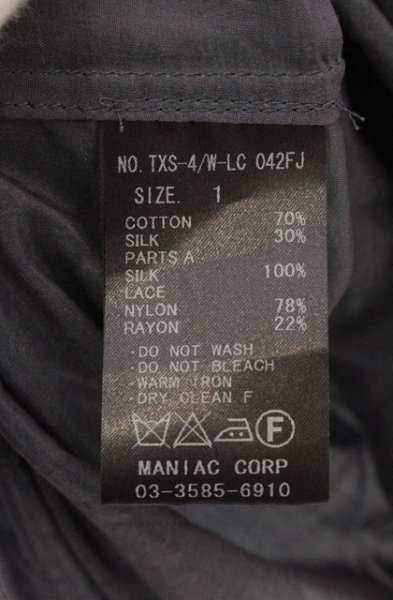 NO. TXS-4/W-LC 042FJ
SIZE. 1
COTTON 70%
SILK 30%
PARTS A
SILK 100%
LACE
NYLON 78%
RAYON 22%
·DO NOT WASH
·DO NOT BLEACH
·WARM IRON
·DRY CLEAN F
F
MANIAC CORP
03-3585-6910